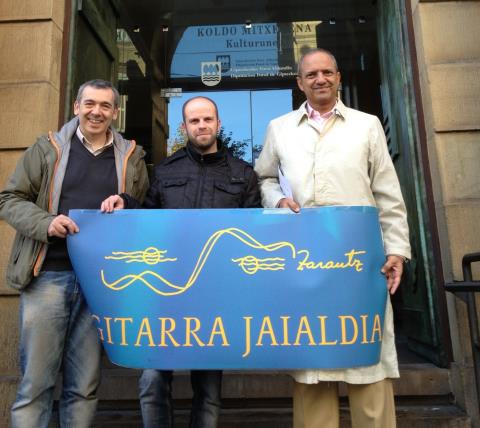 KOLDO MITXELENA
Kulturunea
Zarautz
GITARRA JAIALDIA